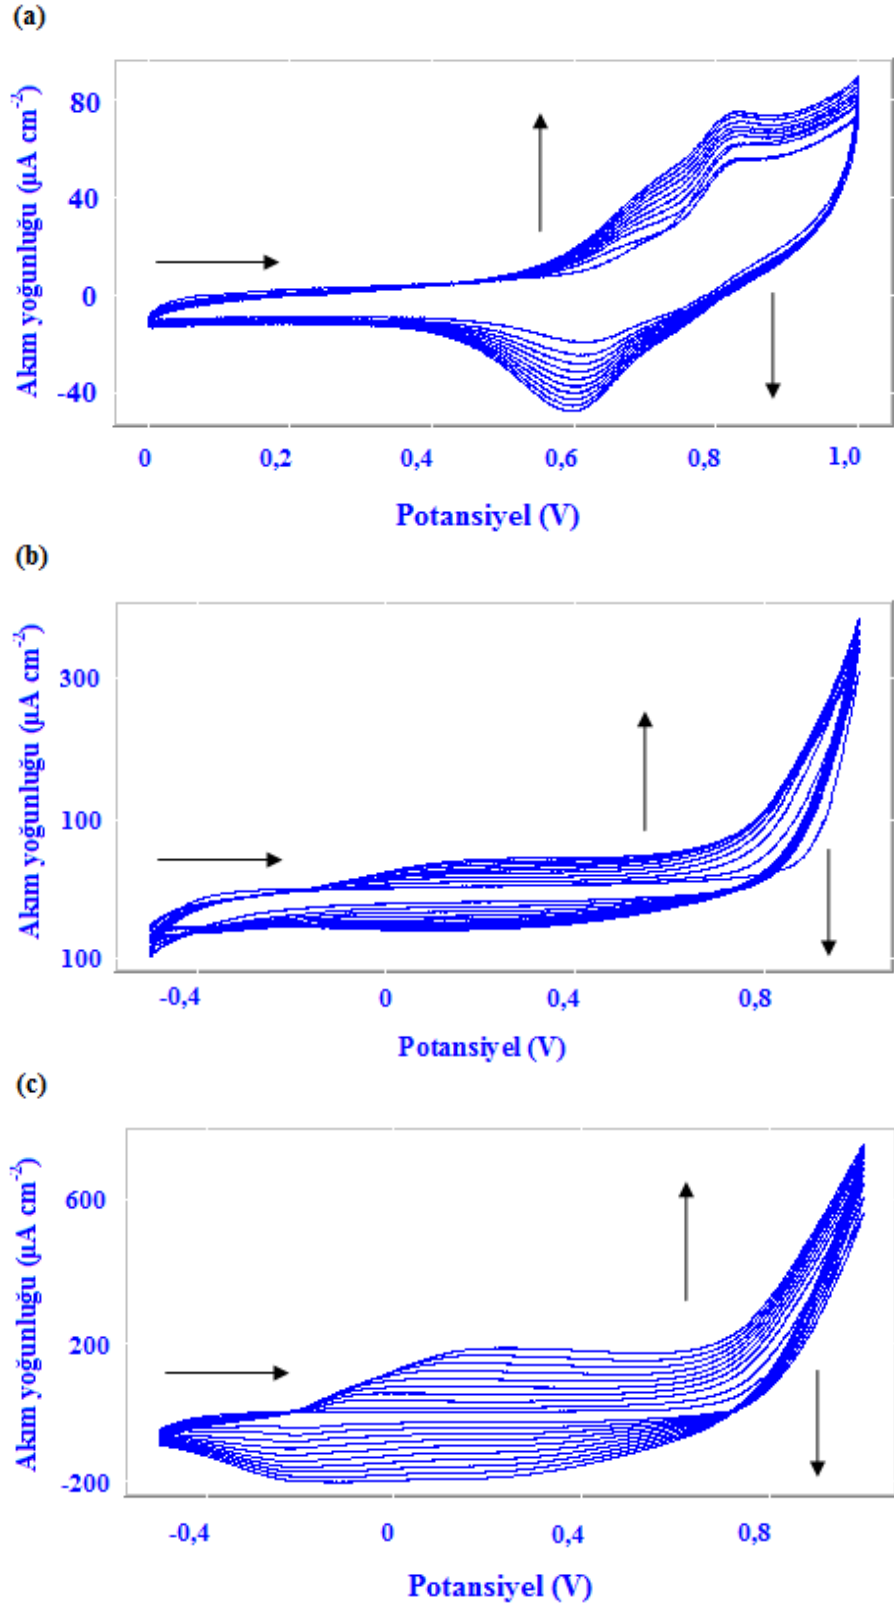 (a)
Akım yoğunluğu (µA cm-2)
80
40
0
-40
0 0,2 0,4 0,6 0,8 1,0
Potansiyel (V)
(b)
Akım yoğunluğu (µA cm-2)
300
100
100
-0,4 0 0,4 0,8
Potansiyel (V)
(c)
Akım yoğunluğu (µA cm-2)
600
200
-200
-0,4 0 0,4 0,8
Potansiyel (V)